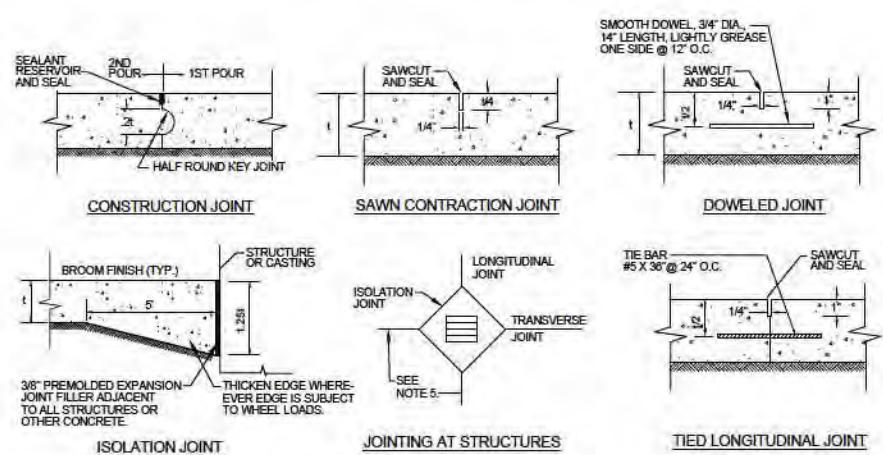 SEALANT
RESERVOIR
AND SEAL
2ND
POUR
1ST POUR
HALF ROUND KEY JOINT
CONSTRUCTION JOINT
SAWCUT
AND SEAL
t
1/4"
SAWN CONTRACTION JOINT
SMOOTH DOWEL, 3/4" DIA.,
14" LENGTH, LIGHTLY GREASE
ONE SIDE @ 12" O.C.
SAWCUT
AND SEAL
t
t/2
1/4"
1"
DOWELED JOINT
BROOM FINISH (TYP.)
STRUCTURE
OR CASTING
t
5'
1.25t
3/8" PREMOLDED EXPANSION
JOINT FILLER ADJACENT
TO ALL STRUCTURES OR
OTHER CONCRETE.
THICKEN EDGE WHERE-
EVER EDGE IS SUBJECT
TO WHEEL LOADS.
ISOLATION JOINT
LONGITUDINAL
JOINT
ISOLATION
JOINT
TRANSVERSE
JOINT
SEE
NOTE 5.
JOINTING AT STRUCTURES
TIE BAR
#5 X 36"@ 24" O.C.
SAWCUT
AND SEAL
t/2
1/4"
1"
TIED LONGITUDINAL JOINT